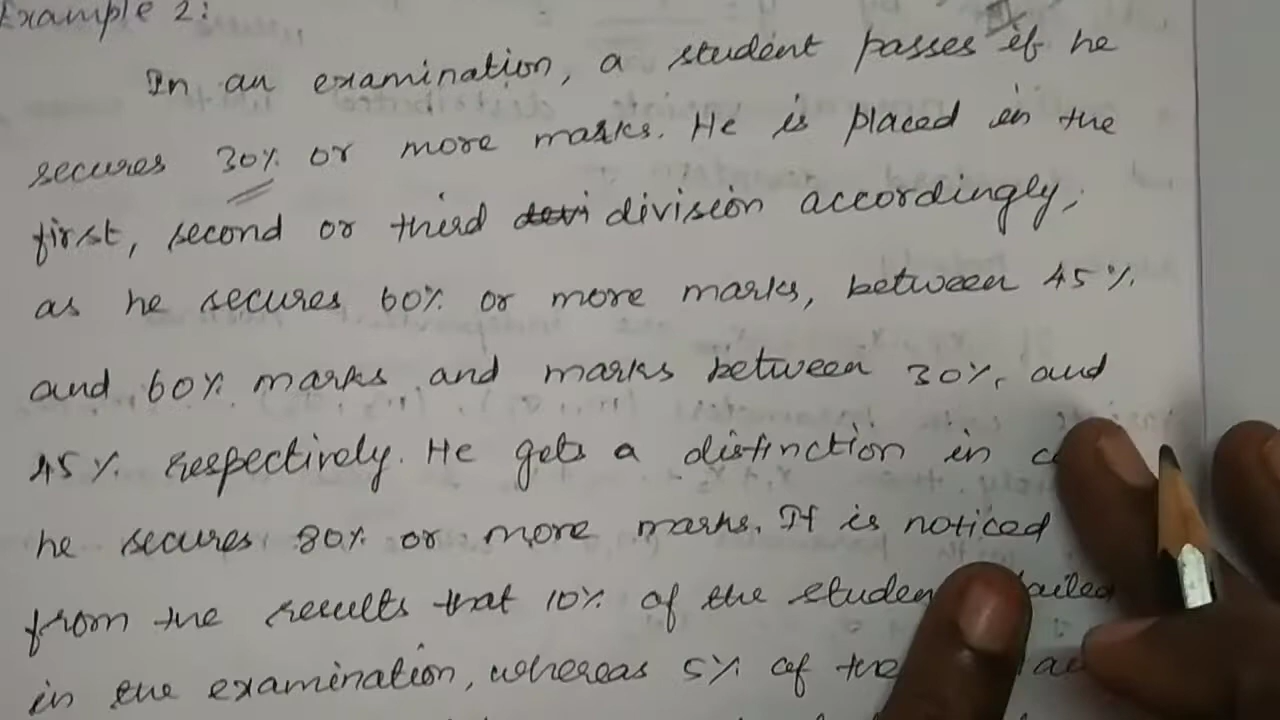 Example 2:
In an examination, a student passes if he
secures 30% or more marks. He is placed in the
first, second or third division accordingly,
as he secures 60% or more marks, between 45%
and 60% marks and marks between 30% and
45% respectively. He gets a distinction in
he secures 80% or more marks. It is noticed
from the results that 10% of the
in the examination, whereas 5% of the